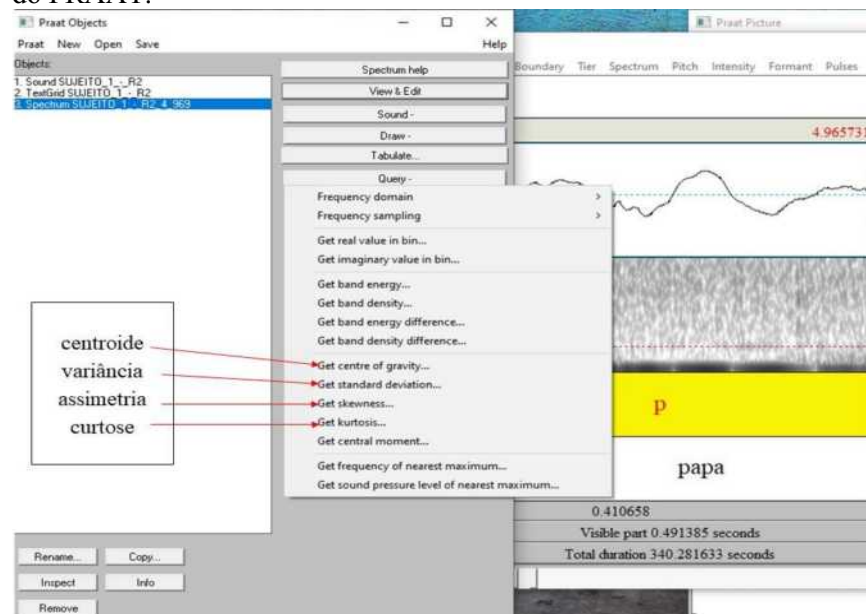 do PRAAT.
Praat Objects
Praat New Open Save Help
Objects:
1. Sound SUJEITO_1_-_R2
2. TextGrid SUJEITO_1_-_R2
3. Spectrum SUJEITO_1_-_R2_4_969
Spectrum help
View & Edit
Sound -
Draw -
Tabulate...
Query -
Frequency domain >
Frequency sampling >
Get real value in bin...
Get imaginary value in bin...
Get band energy...
Get band density...
Get band energy difference...
Get band density difference...
Get centre of gravity...
Get standard deviation...
Get skewness...
Get kurtosis...
Get central moment...
Get frequency of nearest maximum...
Get sound pressure level of nearest maximum...
centroide
variância
assimetria
curtose
Rename... Copy...
Inspect Info
Remove
Praat Picture
Boundary Tier Spectrum Pitch Intensity Formant Pulses
4.965731
p
papa
0.410658
Visible part 0.491385 seconds
Total duration 340.281633 seconds